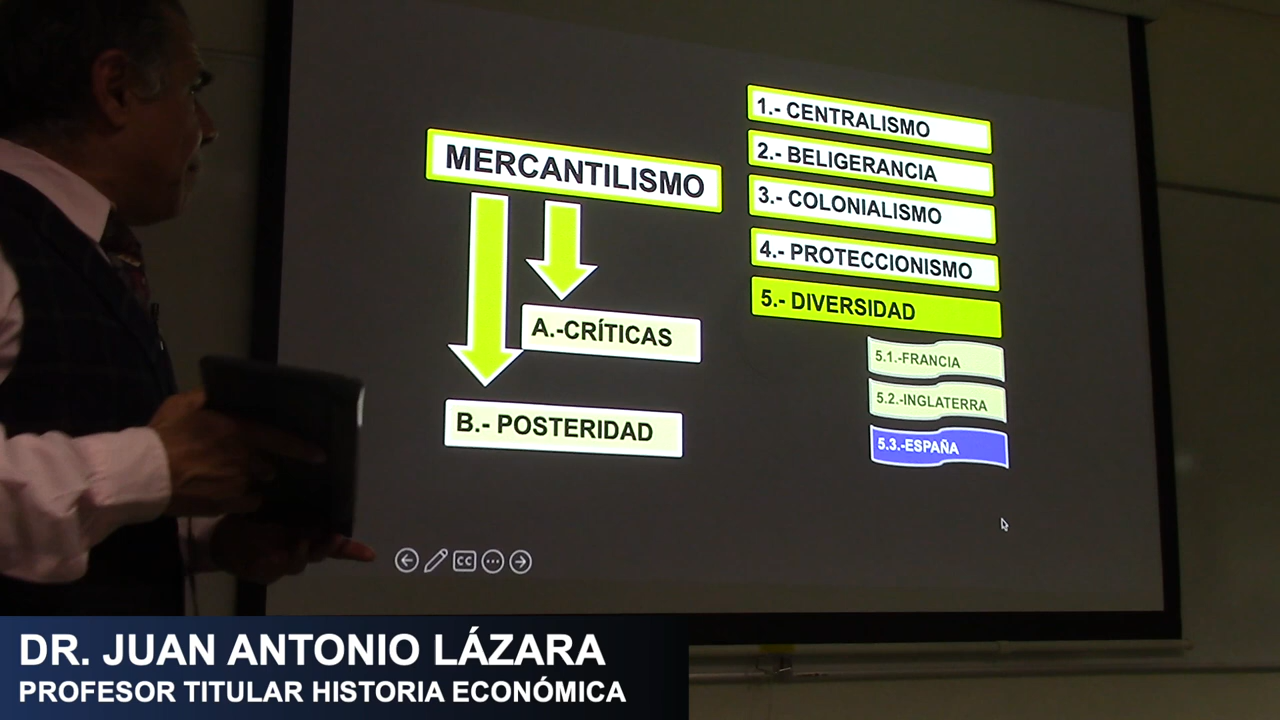 MERCANTILISMO
A.-CRÍTICAS
B.- POSTERIDAD
1.- CENTRALISMO
2.- BELIGERANCIA
3.- COLONIALISMO
4.- PROTECCIONISMO
5.- DIVERSIDAD
5.1.-FRANCIA
5.2.-INGLATERRA
5.3.-ESPAÑA
CC
DR. JUAN ANTONIO LÁZARA
PROFESOR TITULAR HISTORIA ECONÓMICA